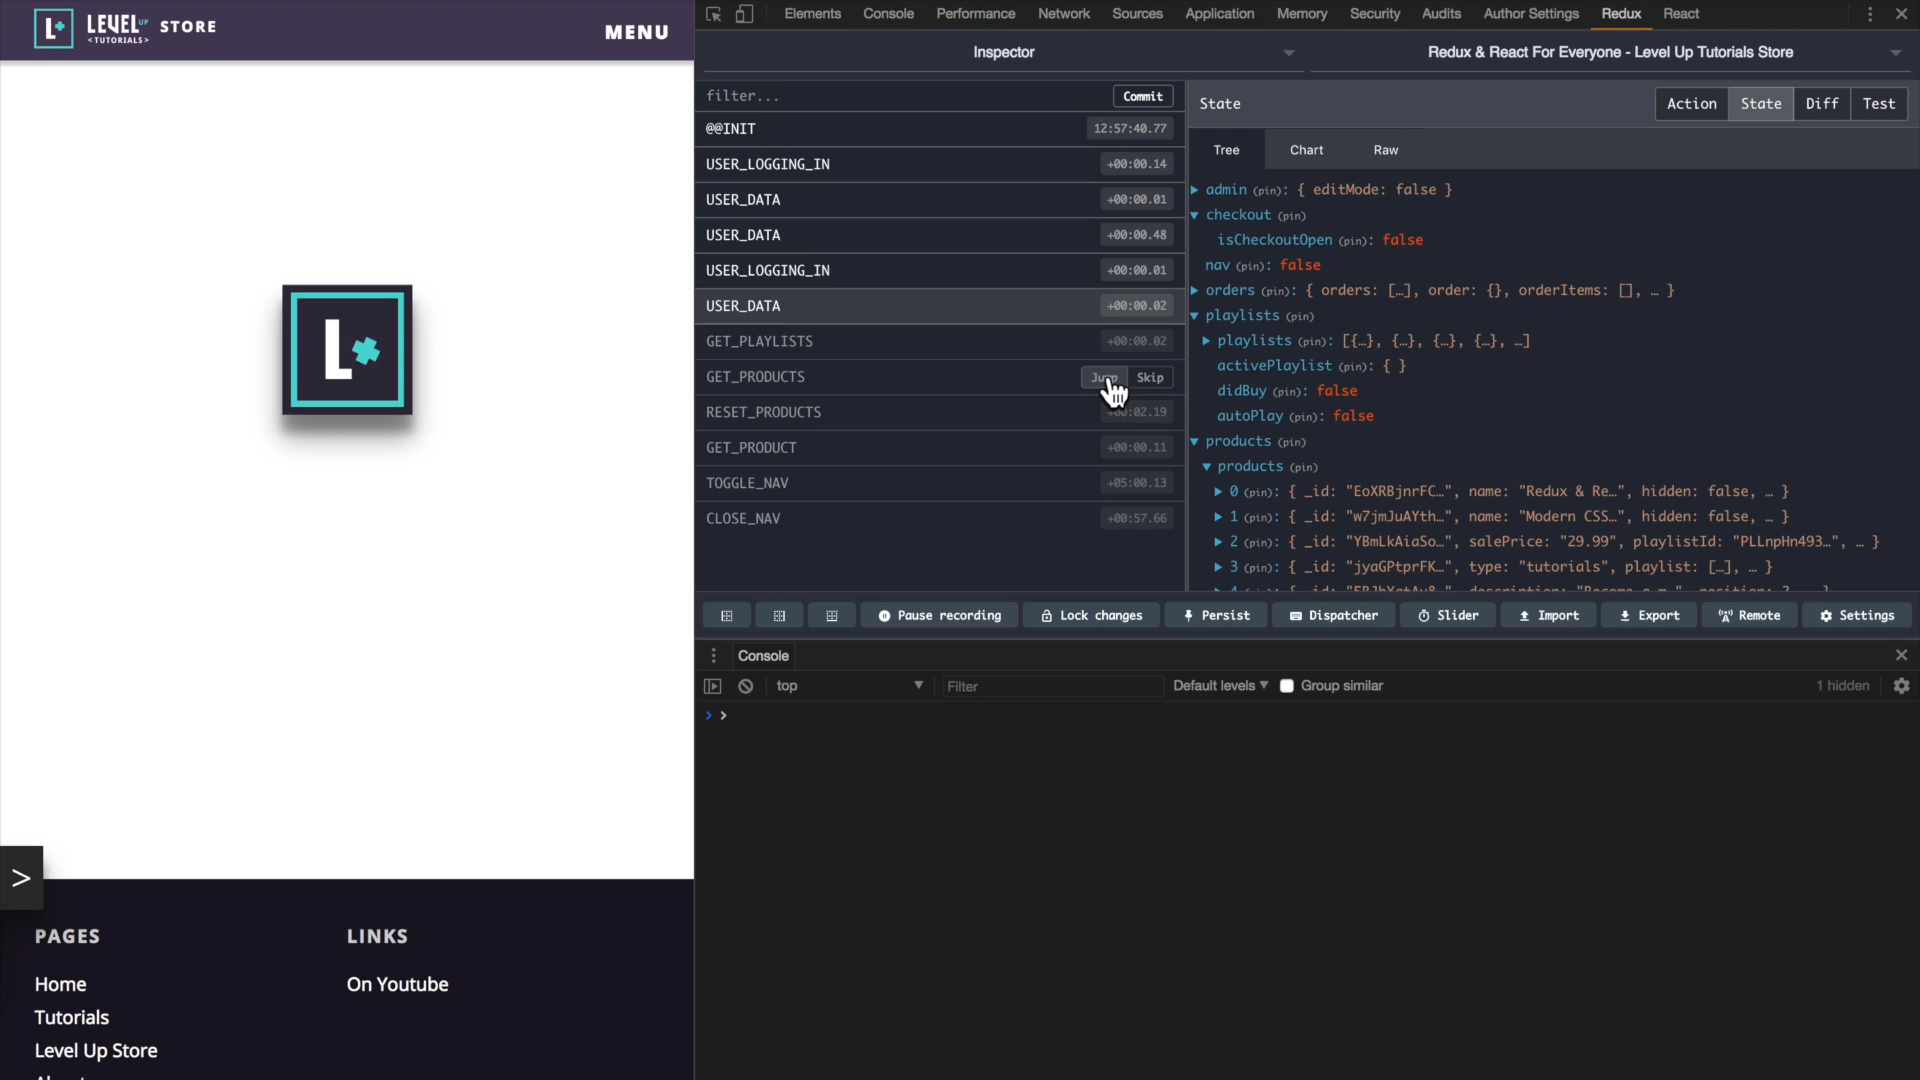 LEVEL UP
<TUTORIALS>
STORE
MENU
L
PAGES
Home
Tutorials
Level Up Store
LINKS
On Youtube
>
Elements Console Performance Network Sources Application Memory Security Audits Author Settings Redux React
Inspector
Redux & React For Everyone - Level Up Tutorials Store
filter...
Commit
@@INIT 12:57:40.77
USER_LOGGING_IN +00:00.14
USER_DATA +00:00.01
USER_DATA +00:00.48
USER_LOGGING_IN +00:00.01
USER_DATA +00:00.02
GET_PLAYLISTS +00:00.02
GET_PRODUCTS Jump Skip
RESET_PRODUCTS +00:02.19
GET_PRODUCT +00:00.11
TOGGLE_NAV +05:00.13
CLOSE_NAV +00:57.66
State
Action State Diff Test
Tree Chart Raw
admin (pin): { editMode: false }
checkout (pin)
isCheckoutOpen (pin): false
nav (pin): false
orders (pin): { orders: […], order: {}, orderItems: [], … }
playlists (pin)
playlists (pin): [{…}, {…}, {…}, {…}, …]
activePlaylist (pin): { }
didBuy (pin): false
autoPlay (pin): false
products (pin)
products (pin)
0 (pin): { _id: "EoXRBjnrFC…", name: "Redux & Re…", hidden: false, … }
1 (pin): { _id: "w7jmJuAYth…", name: "Modern CSS…", hidden: false, … }
2 (pin): { _id: "YBmLkAiaSo…", salePrice: "29.99", playlistId: "PLLnpHn493…", … }
3 (pin): { _id: "jyaGPtprFK…", type: "tutorials", playlist: […], … }
Pause recording Lock changes Persist Dispatcher Slider Import Export Remote Settings
Console
top Filter Default levels Group similar 1 hidden
> >